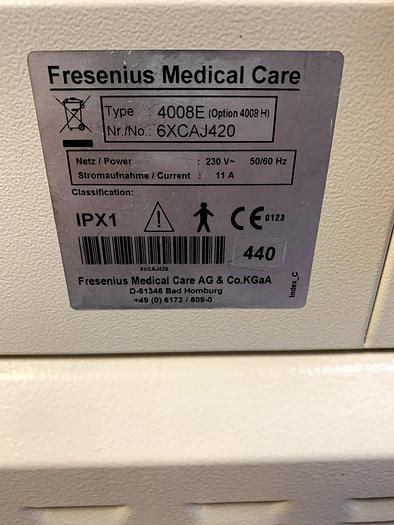 Fresenius Medical Care
Type : 4008E (Option 4008 H)
Nr./No.: 6XCAJ420
Netz / Power : 230 V~ 50/60 Hz
Stromaufnahme / Current : 11 A
Classification:
IPX1 CE 0123
440
6XCAJ420
Fresenius Medical Care AG & Co.KGaA
D-61346 Bad Homburg
+49 (0) 6172 / 609-0
Index_C